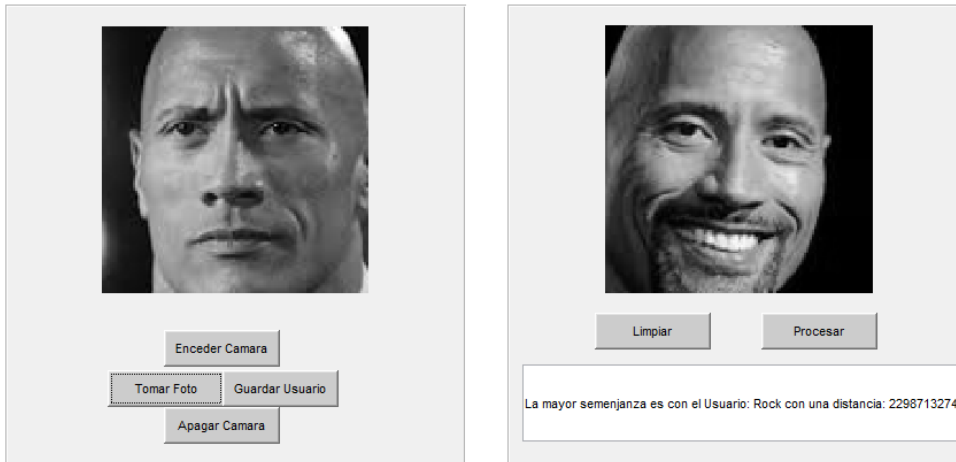 Enceder Camara
Tomar Foto
Guardar Usuario
Apagar Camara
Limpiar
Procesar
La mayor semenjanza es con el Usuario: Rock con una distancia: 2298713274